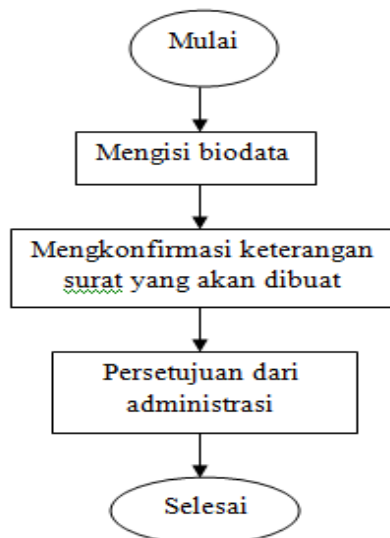 Mulai
Mengisi biodata
Mengkonfirmasi keterangan
surat yang akan dibuat
Persetujuan dari
administrasi
Selesai